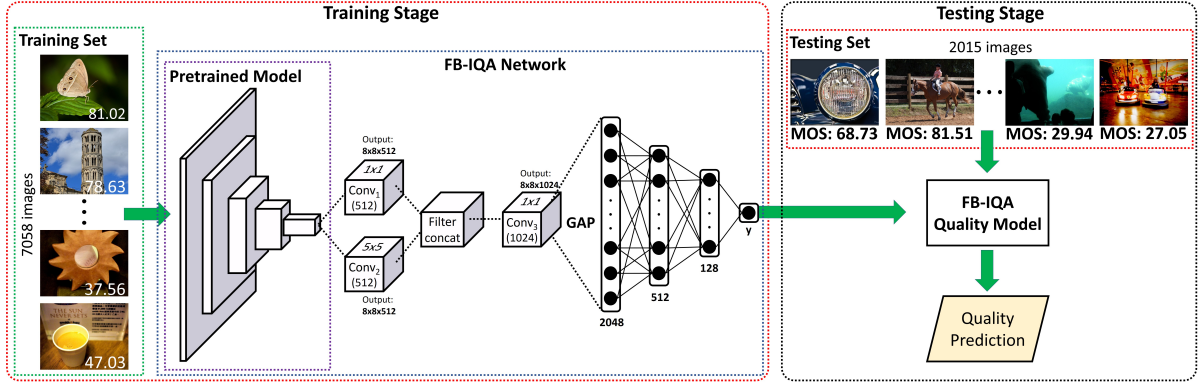 Training Stage
Training Set
81.02
78.63
7058 images
37.56
47.03
FB-IQA Network
Pretrained Model
Output:
8x8x512
1x1
Conv1
(512)
5x5
Conv2
(512)
Output:
8x8x512
Filter
concat
Output:
8x8x1024
1x1
Conv3
(1024)
GAP
2048
512
128
y
Testing Stage
Testing Set
2015 images
MOS: 68.73
MOS: 81.51
MOS: 29.94
MOS: 27.05
FB-IQA
Quality Model
Quality
Prediction